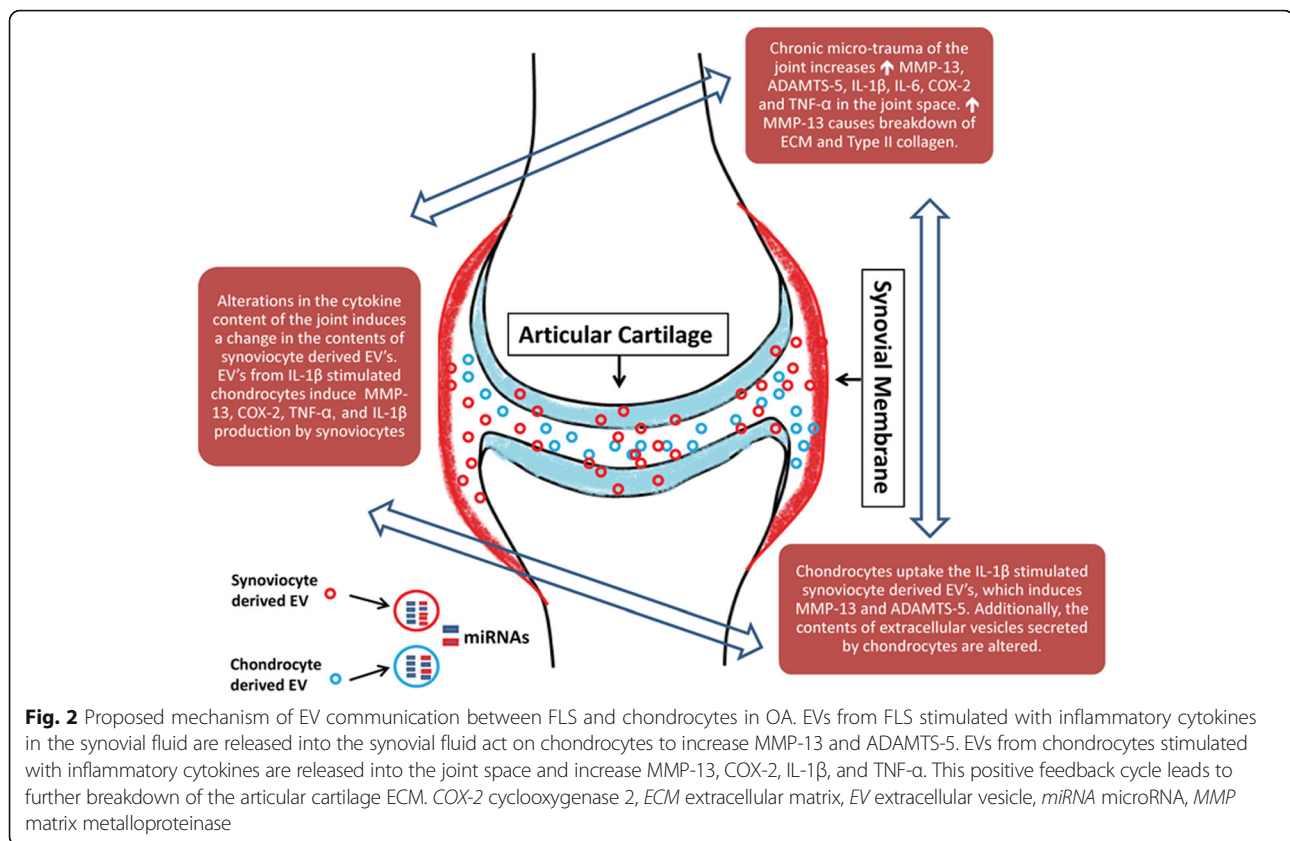 Chronic micro-trauma of the
joint increases ⬆ MMP-13,
ADAMTS-5, IL-1β, IL-6, COX-2
and TNF-α in the joint space. ⬆
MMP-13 causes breakdown of
ECM and Type II collagen.
Alterations in the cytokine
content of the joint induces
a change in the contents of
synoviocyte derived EV's.
EV's from IL-1β stimulated
chondrocytes induce MMP-
13, COX-2, TNF-α, and IL-1β
production by synoviocytes
Articular Cartilage
Synovial Membrane
Chondrocytes uptake the IL-1β stimulated
synoviocyte derived EV's, which induces
MMP-13 and ADAMTS-5. Additionally, the
contents of extracellular vesicles secreted
by chondrocytes are altered.
Synoviocyte
derived EV
miRNAs
Chondrocyte
derived EV
Fig. 2 Proposed mechanism of EV communication between FLS and chondrocytes in OA. EVs from FLS stimulated with inflammatory cytokines
in the synovial fluid are released into the synovial fluid act on chondrocytes to increase MMP-13 and ADAMTS-5. EVs from chondrocytes stimulated
with inflammatory cytokines are released into the joint space and increase MMP-13, COX-2, IL-1β, and TNF-α. This positive feedback cycle leads to
further breakdown of the articular cartilage ECM. COX-2 cyclooxygenase 2, ECM extracellular matrix, EV extracellular vesicle, miRNA microRNA, MMP
matrix metalloproteinase